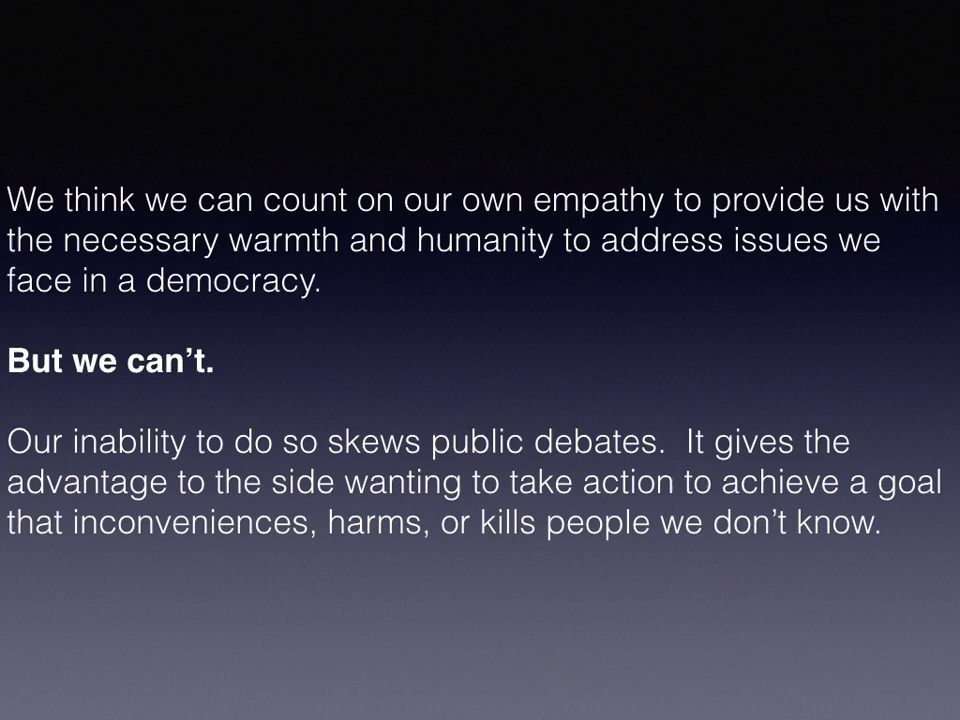 We think we can count on our own empathy to provide us with
the necessary warmth and humanity to address issues we
face in a democracy.
But we can’t.
Our inability to do so skews public debates.  It gives the
advantage to the side wanting to take action to achieve a goal
that inconveniences, harms, or kills people we don’t know.